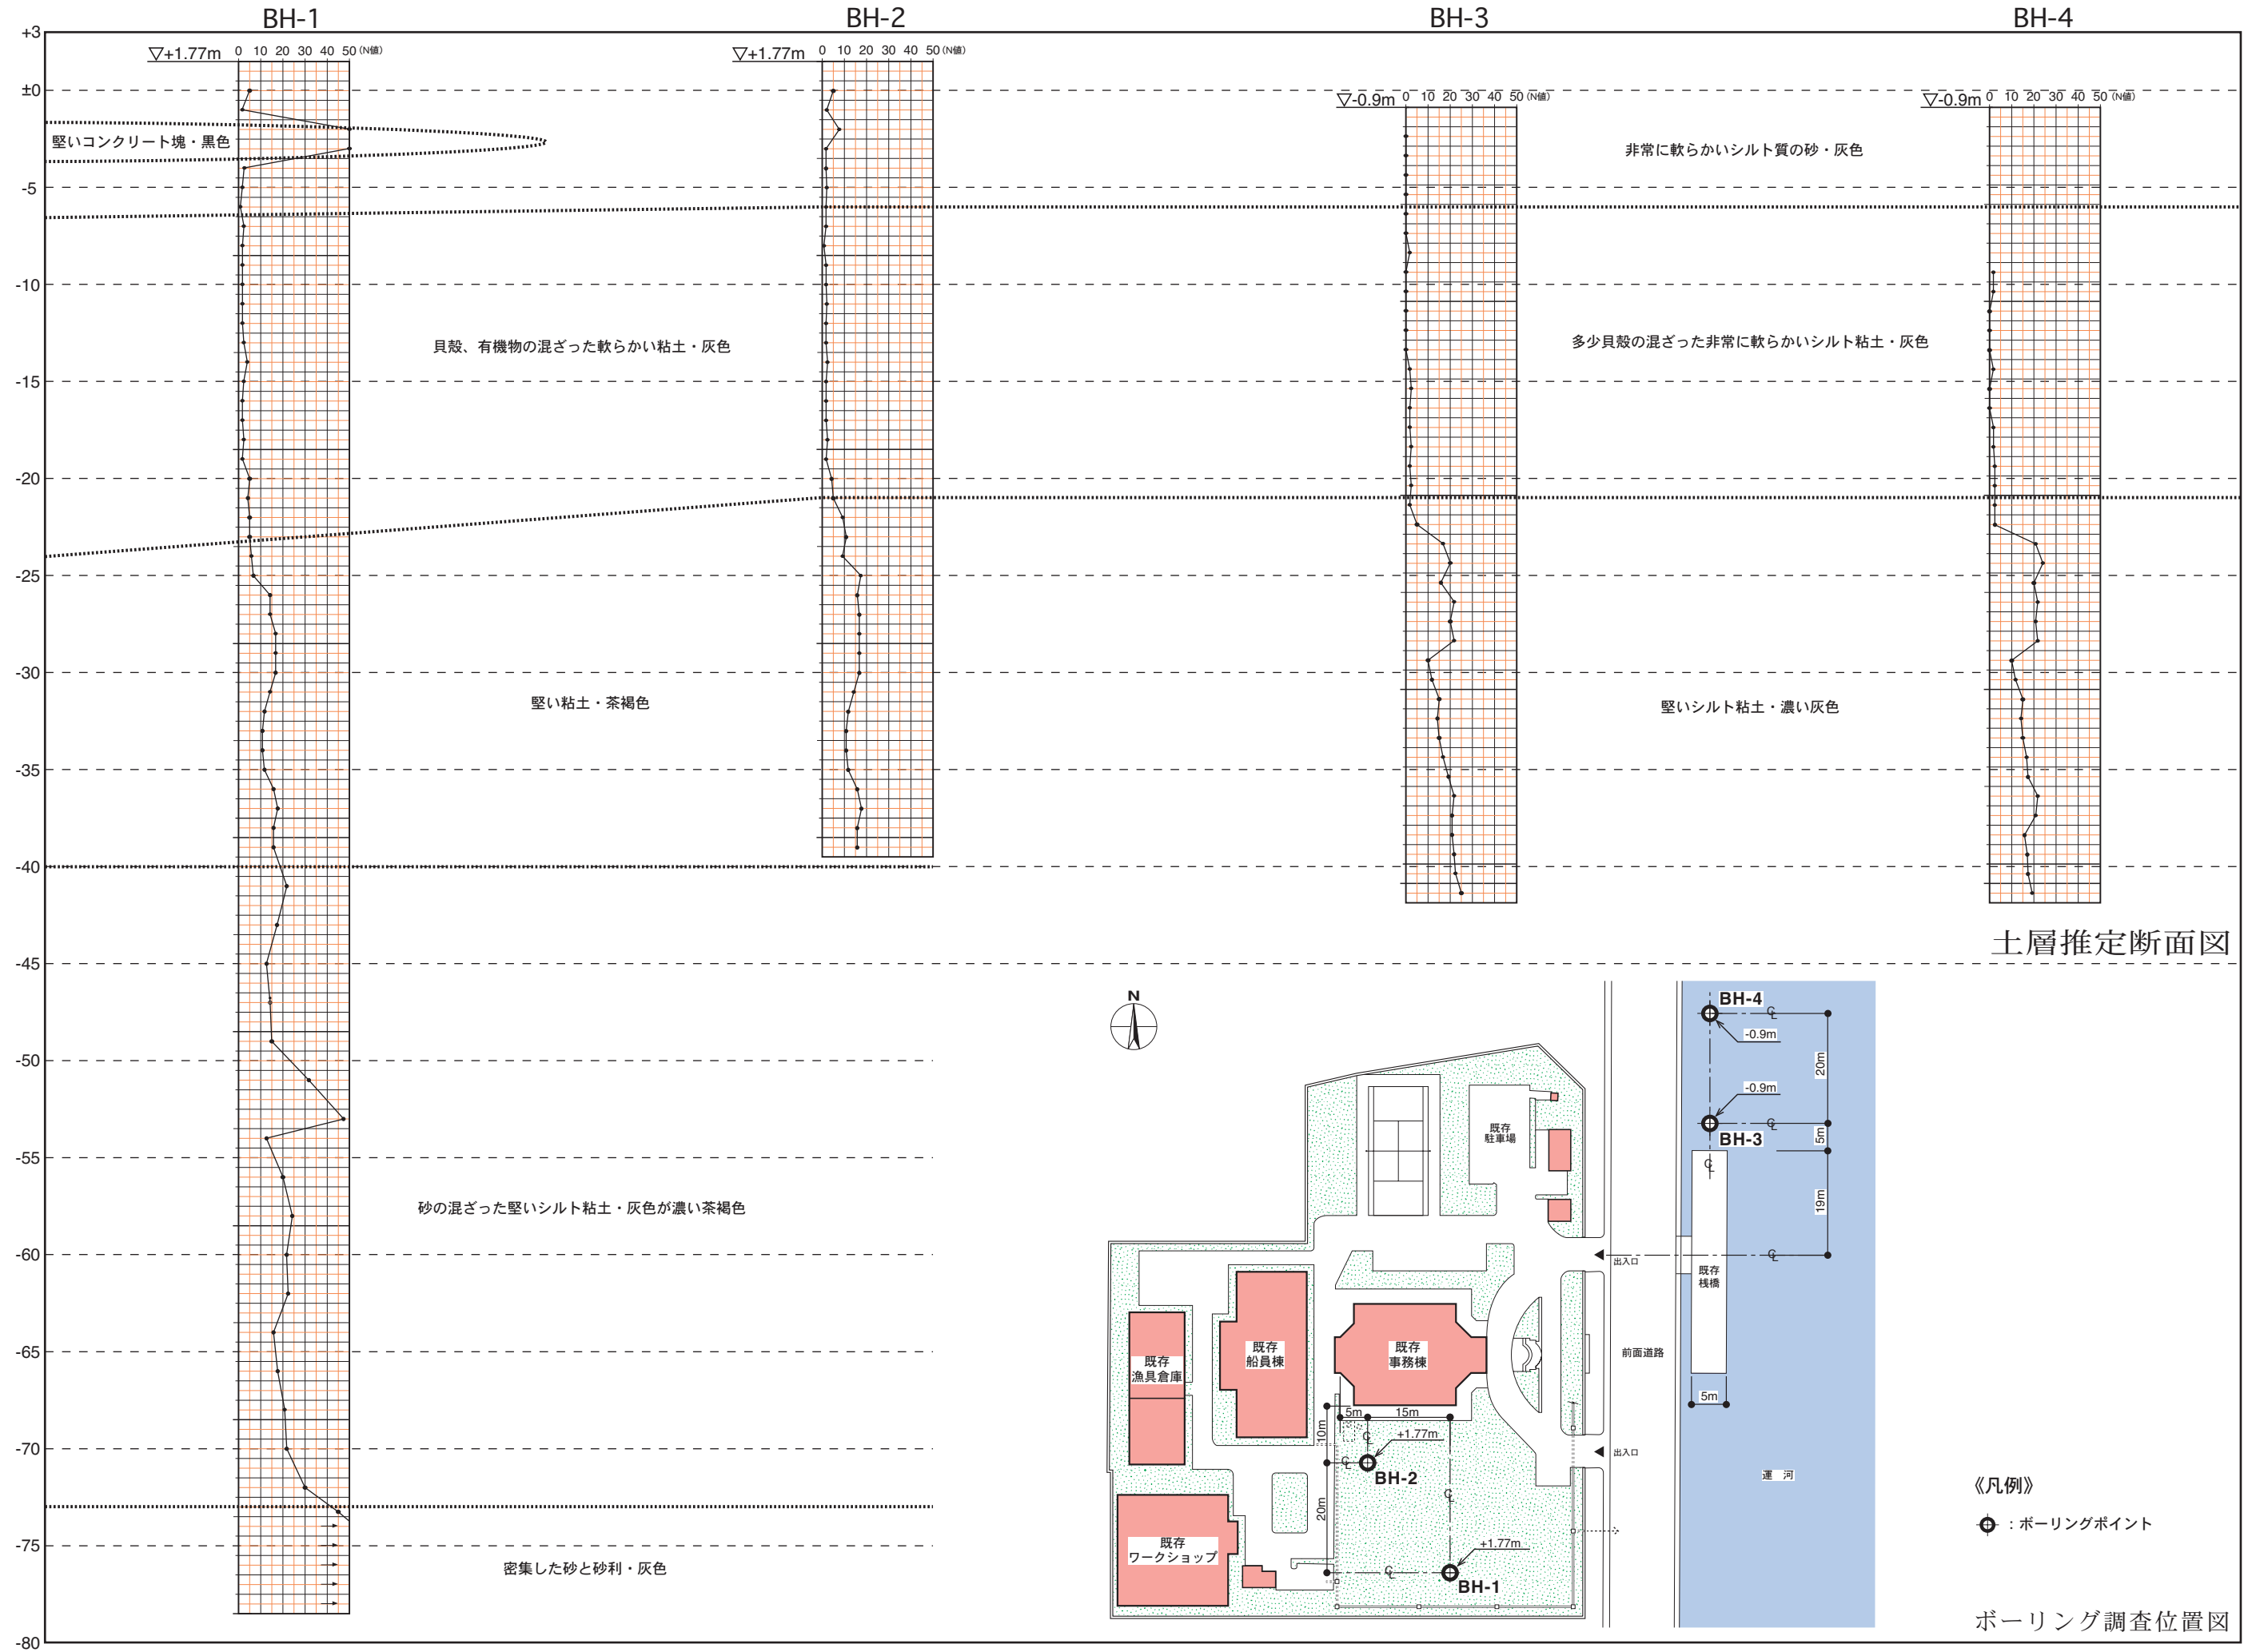 BH-1
BH-2
BH-3
BH-4
+3
±0
-5
-10
-15
-20
-25
-30
-35
-40
-45
-50
-55
-60
-65
-70
-75
-80
▽+1.77m
0 10 20 30 40 50 (N値)
▽+1.77m
0 10 20 30 40 50 (N値)
▽-0.9m
0 10 20 30 40 50 (N値)
▽-0.9m
0 10 20 30 40 50 (N値)
堅いコンクリート塊・黒色
非常に軟らかいシルト質の砂・灰色
貝殻、有機物の混ざった軟らかい粘土・灰色
多少貝殻の混ざった非常に軟らかいシルト粘土・灰色
堅い粘土・茶褐色
堅いシルト粘土・濃い灰色
砂の混ざった堅いシルト粘土・灰色が濃い茶褐色
密集した砂と砂利・灰色
土層推定断面図
N
BH-4
CL
-0.9m
20m
-0.9m
CL
BH-3
5m
CL
19m
CL
既存
駐車場
出入口
既存
桟橋
既存
漁具倉庫
既存
船員棟
既存
事務棟
前面道路
5m
5m
15m
10m
CL
+1.77m
CL
BH-2
出入口
運 河
CL
20m
既存
ワークショップ
+1.77m
CL
BH-1
《凡例》
：ボーリングポイント
ボーリング調査位置図